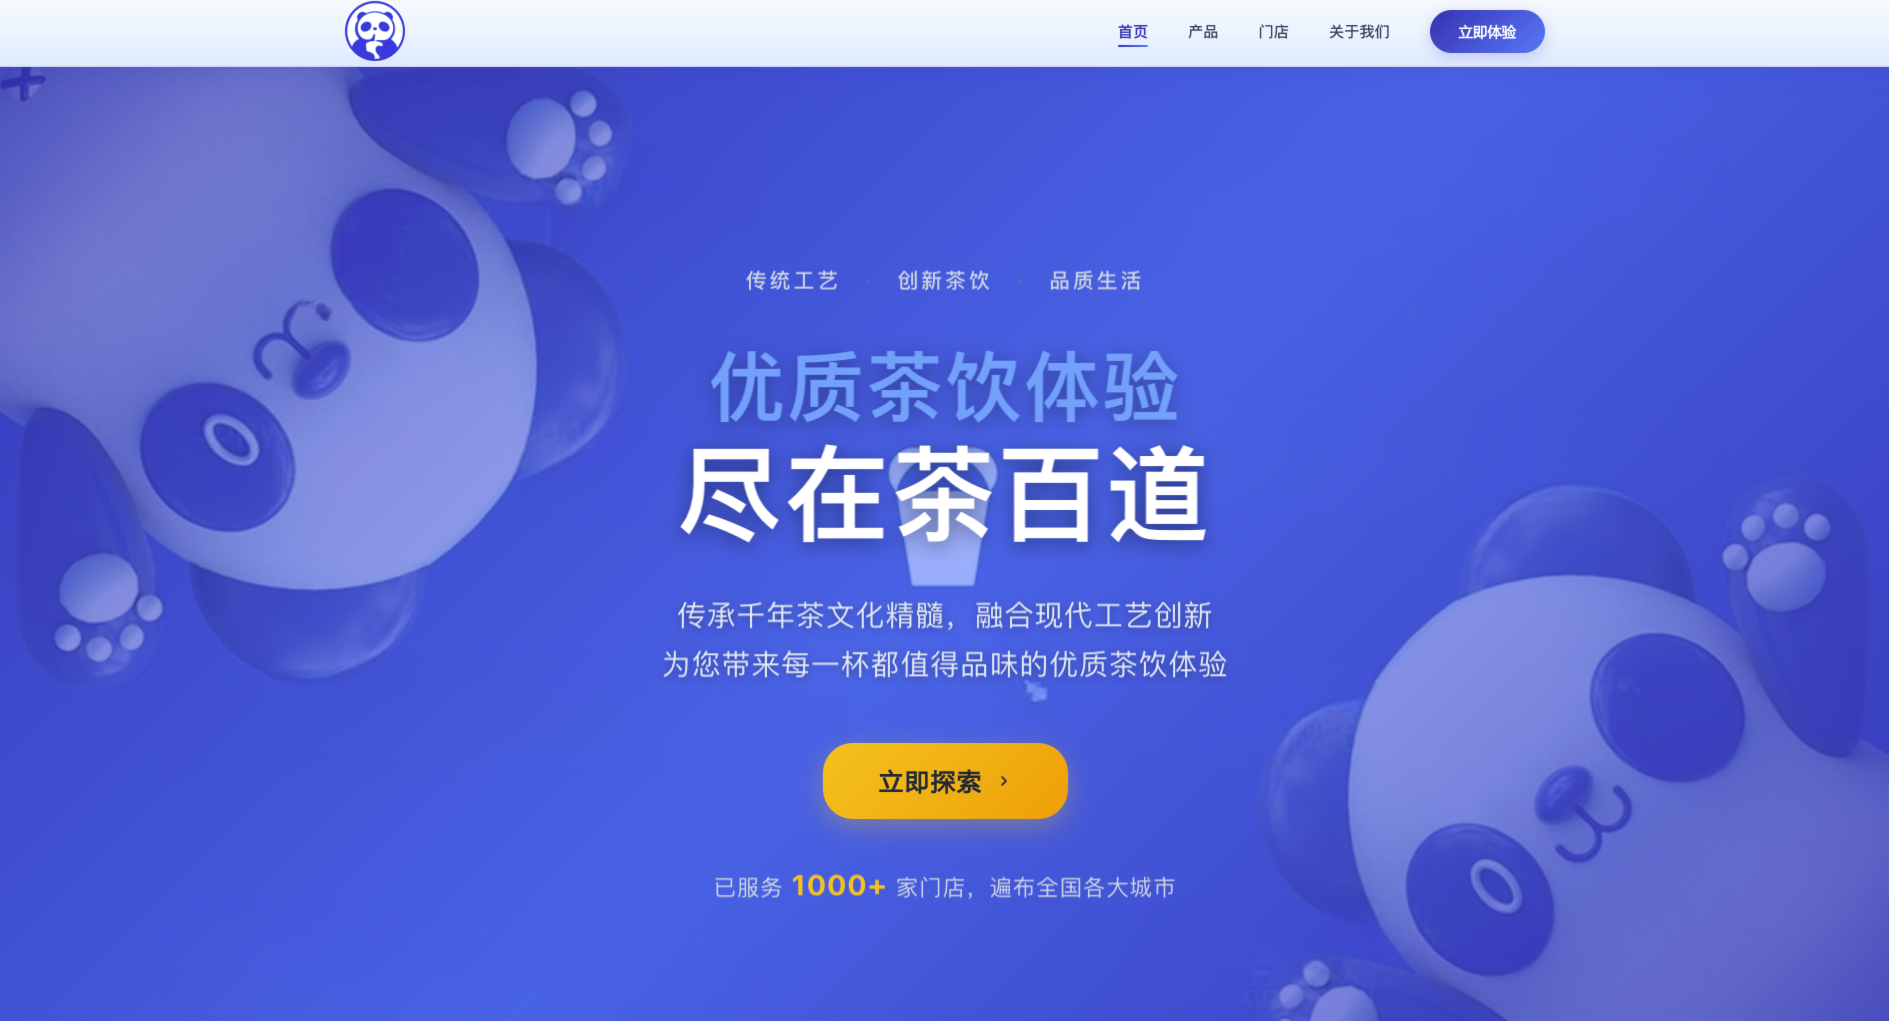 首页 产品 门店 关于我们 立即体验
传统工艺 · 创新茶饮 · 品质生活
优质茶饮体验
尽在茶百道
传承千年茶文化精髓，融合现代工艺创新
为您带来每一杯都值得品味的优质茶饮体验
立即探索 ›
已服务 1000+ 家门店，遍布全国各大城市